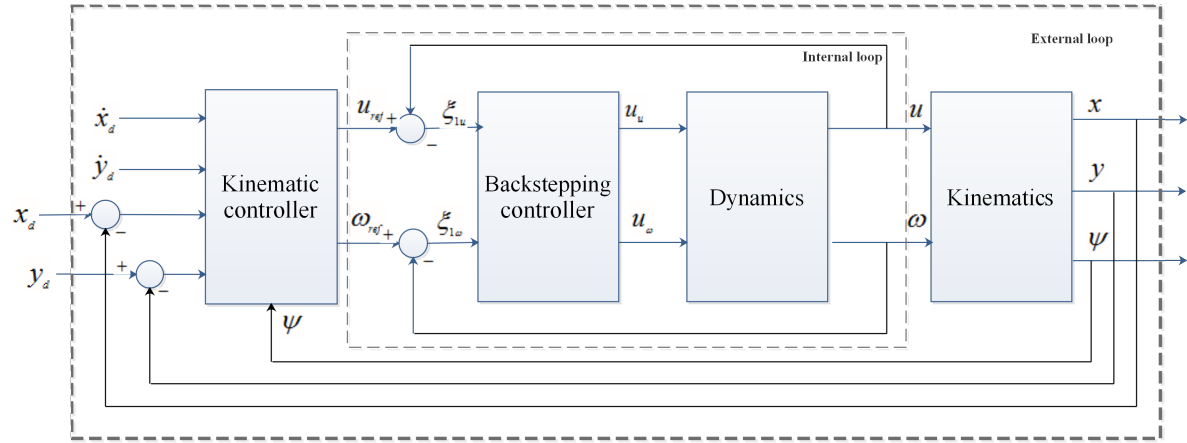 External loop
Internal loop
ẋ_d
ẏ_d
x_d
+
−
y_d
+
−
Kinematic
controller
ψ
u_ref
+
−
ξ_1u
ω_ref
+
−
ξ_1ω
Backstepping
controller
u_u
u_ω
Dynamics
u
ω
Kinematics
x
y
ψ